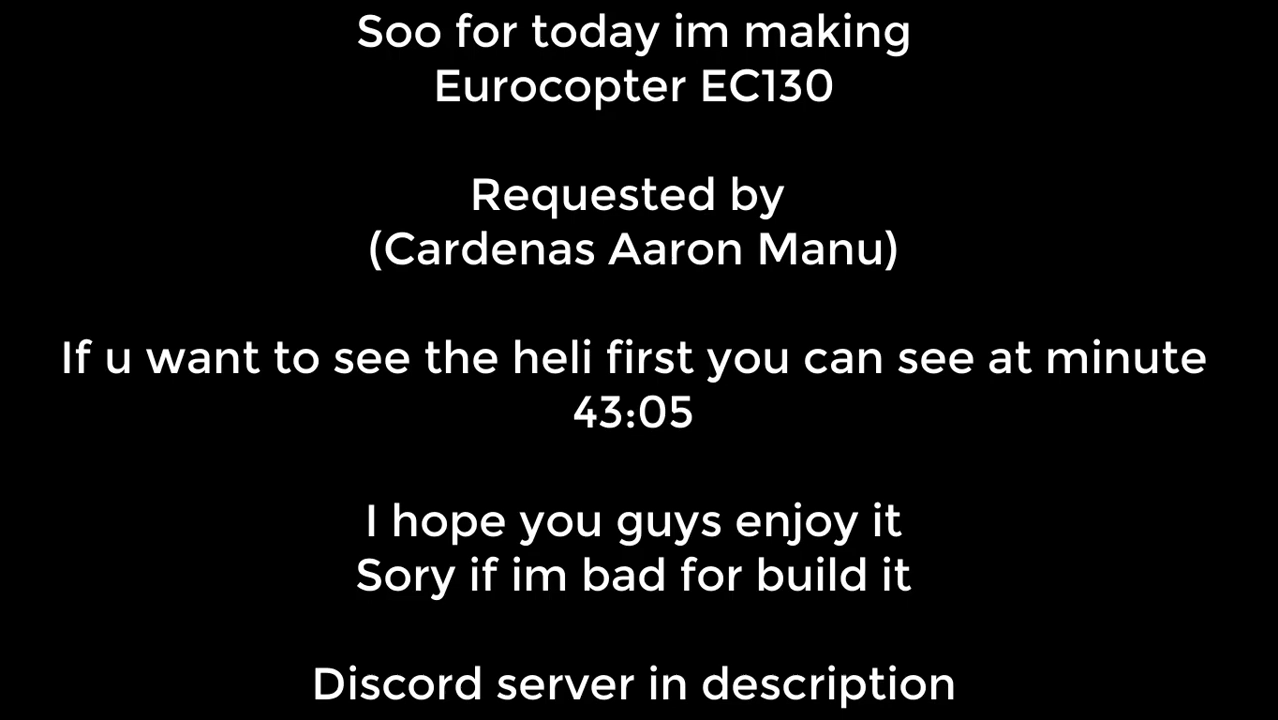 Soo for today im making
Eurocopter EC130
Requested by
(Cardenas Aaron Manu)
If u want to see the heli first you can see at minute
43:05
I hope you guys enjoy it
Sory if im bad for build it
Discord server in description